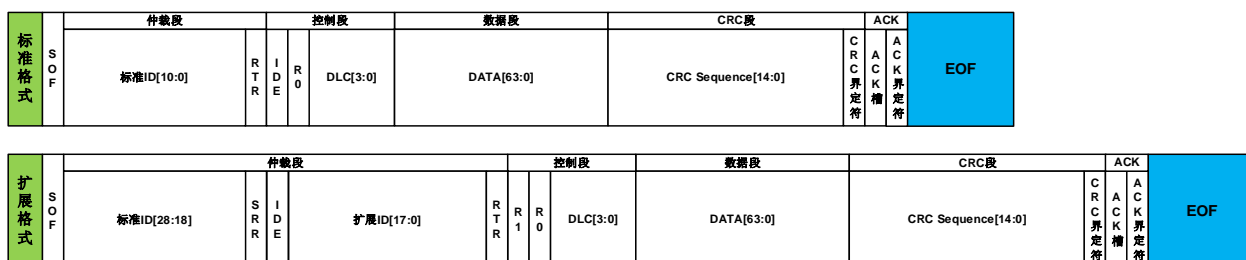 仲裁段 控制段 数据段 CRC段 ACK
标准格式 SOF 标准ID[10:0] RTR IDE R0 DLC[3:0] DATA[63:0] CRC Sequence[14:0] CRC界定符 ACK槽 ACK界定符 EOF
仲裁段 控制段 数据段 CRC段 ACK
扩展格式 SOF 标准ID[28:18] SRR IDE 扩展ID[17:0] RTR R1 R0 DLC[3:0] DATA[63:0] CRC Sequence[14:0] CRC界定符 ACK槽 ACK界定符 EOF